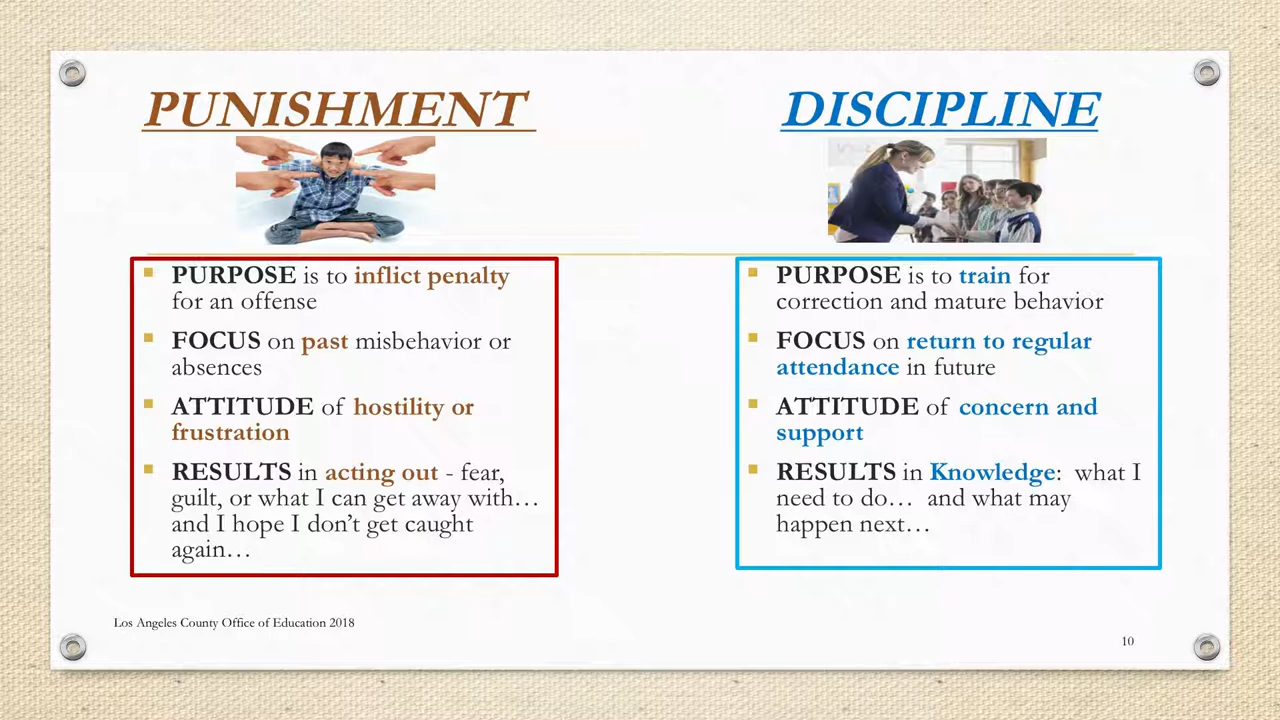 PUNISHMENT
PURPOSE is to inflict penalty
for an offense
FOCUS on past misbehavior or
absences
ATTITUDE of hostility or
frustration
RESULTS in acting out - fear,
guilt, or what I can get away with…
and I hope I don’t get caught
again…
DISCIPLINE
PURPOSE is to train for
correction and mature behavior
FOCUS on return to regular
attendance in future
ATTITUDE of concern and
support
RESULTS in Knowledge: what I
need to do… and what may
happen next…
Los Angeles County Office of Education 2018
10